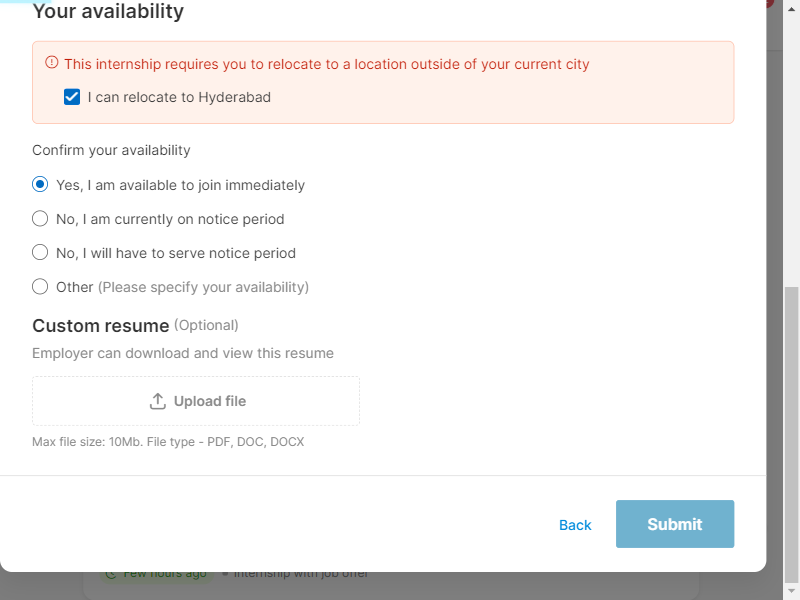 Your availability
This internship requires you to relocate to a location outside of your current city
I can relocate to Hyderabad
Confirm your availability
Yes, I am available to join immediately
No, I am currently on notice period
No, I will have to serve notice period
Other (Please specify your availability)
Custom resume (Optional)
Employer can download and view this resume
Upload file
Max file size: 10Mb. File type - PDF, DOC, DOCX
Back
Submit
Few hours ago • Internship with job offer